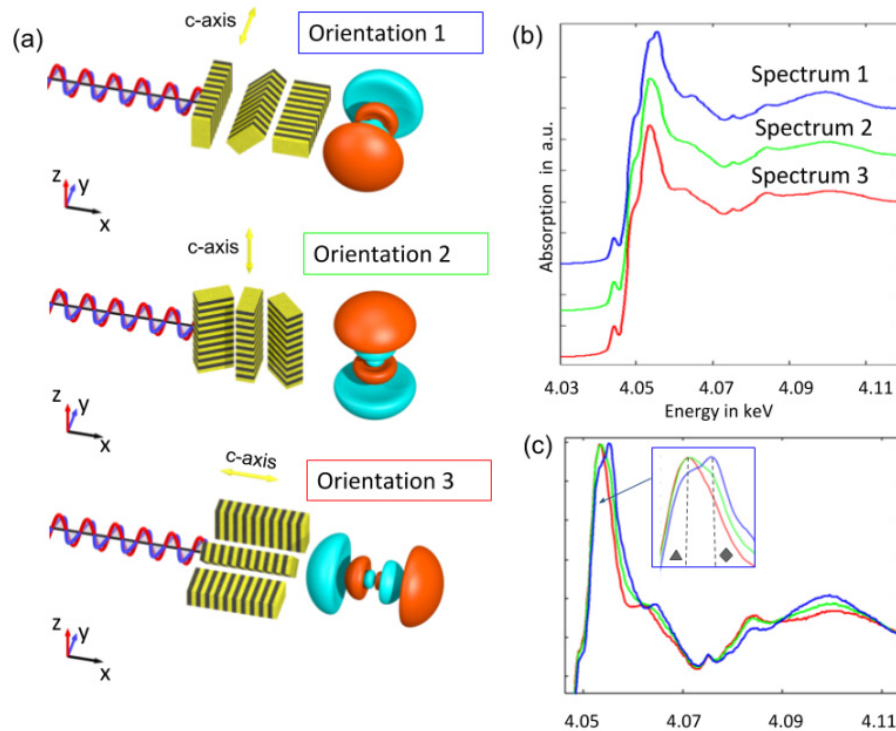 (a)
c-axis
Orientation 1
z
y
x
c-axis
Orientation 2
z
y
x
c-axis
Orientation 3
z
y
x
(b)
Spectrum 1
Spectrum 2
Spectrum 3
Absorption in a.u.
4.03 4.05 4.07 4.09 4.11
Energy in keV
(c)
4.05 4.07 4.09 4.11